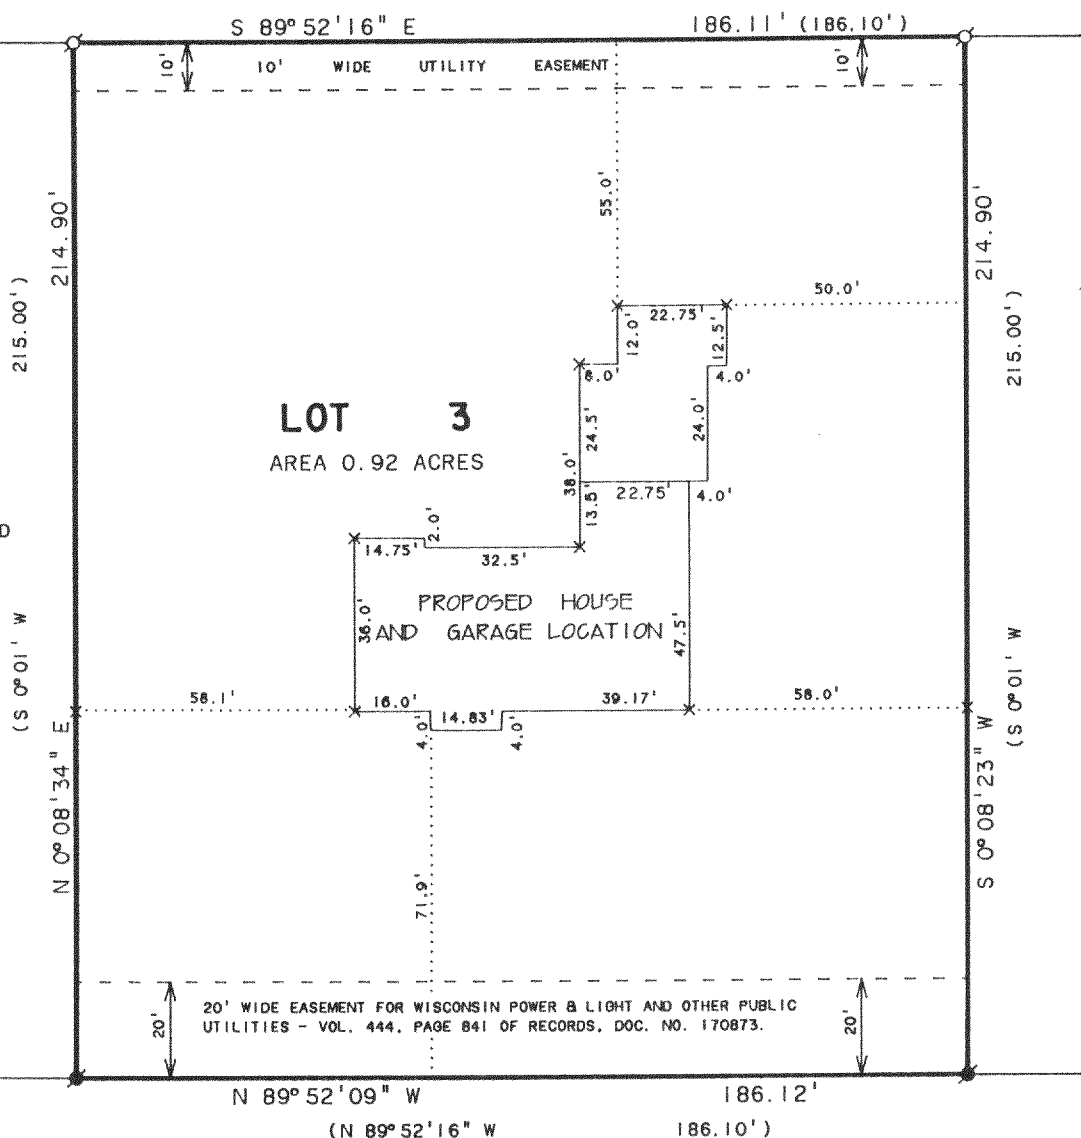 S 89° 52'16" E 186.11' (186.10')
10' 10' WIDE UTILITY EASEMENT 10'
214.90'
215.00')
55.0'
214.90'
215.00')
50.0'
22.75'
12.0'
12.5'
4.0'
24.5'
24.0'
38.0'
LOT 3
AREA 0.92 ACRES
22.75' 4.0'
13.5'
D
2.0'
14.75'
32.5'
PROPOSED HOUSE
AND GARAGE LOCATION
36.0'
47.5'
(S 0°01' W
(S 0°01' W
58.1' 16.0' 39.17' 58.0'
14.83'
4.0' 4.0'
N 0°08'34" E
S 0°08'23" W
71.9'
20' WIDE EASEMENT FOR WISCONSIN POWER & LIGHT AND OTHER PUBLIC
UTILITIES - VOL. 444, PAGE 841 OF RECORDS, DOC. NO. 170873.
20' 20'
N 89° 52'09" W 186.12'
(N 89° 52'16" W 186.10')